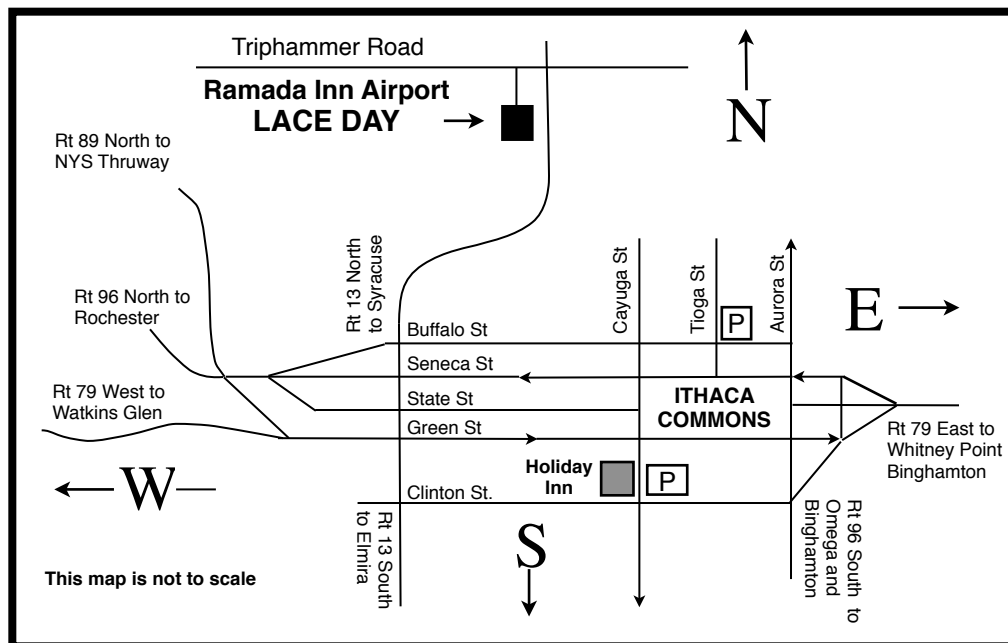 Triphammer Road
Ramada Inn Airport
LACE DAY
N
Rt 89 North to
NYS Thruway
Rt 96 North to
Rochester
Rt 13 North
to Syracuse
Cayuga St
Tioga St
P
Aurora St
E
Buffalo St
Seneca St
State St
Green St
ITHACA
COMMONS
Rt 79 West to
Watkins Glen
Rt 79 East to
Whitney Point
Binghamton
W
Holiday
Inn
P
Clinton St.
Rt 13 South
to Elmira
S
Rt 96 South to
Omega and
Binghamton
This map is not to scale